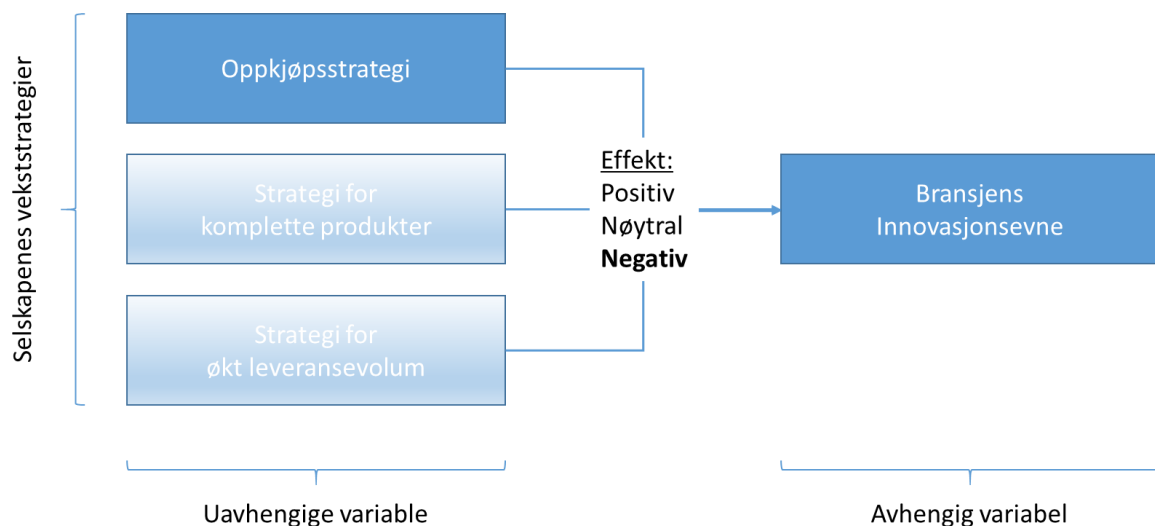 Selskapenes vekststrategier
Oppkjøpsstrategi
Strategi for
komplette produkter
Strategi for
økt leveransevolum
Effekt:
Positiv
Nøytral
Negativ
Bransjens
Innovasjonsevne
Uavhengige variable
Avhengig variabel